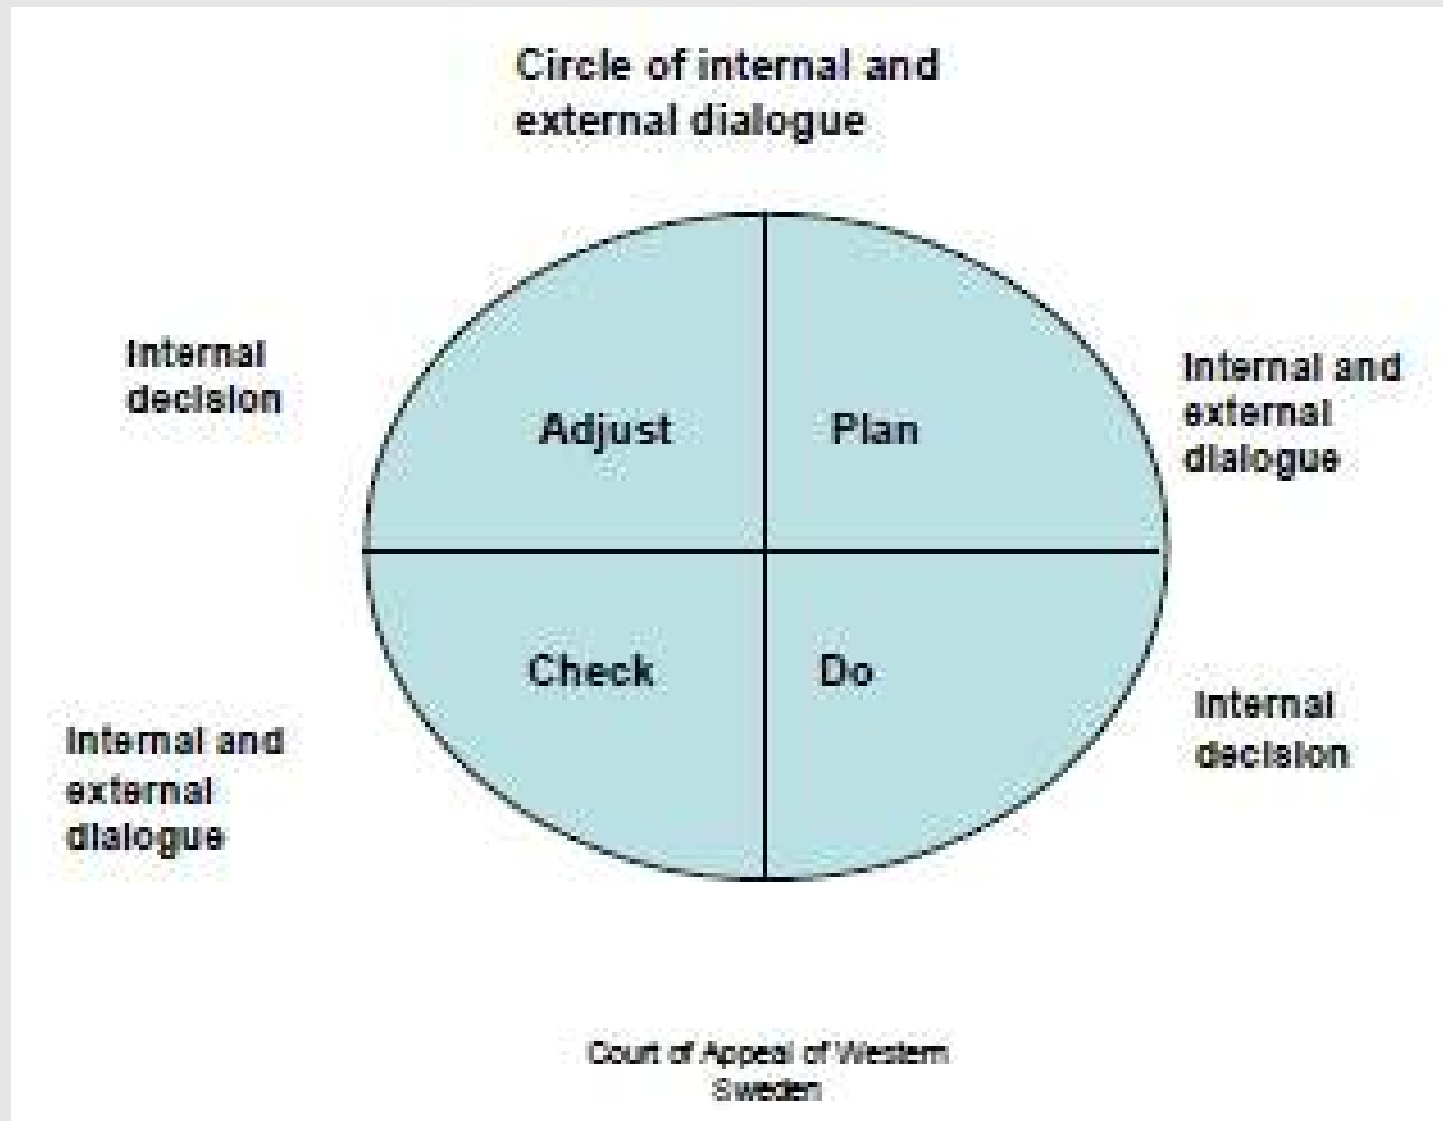 Circle of internal and
external dialogue
Internal
decision
Adjust
Plan
Internal and
external
dialogue
Check
Do
Internal and
external
dialogue
Internal
decision
Court of Appeal of Western
Sweden